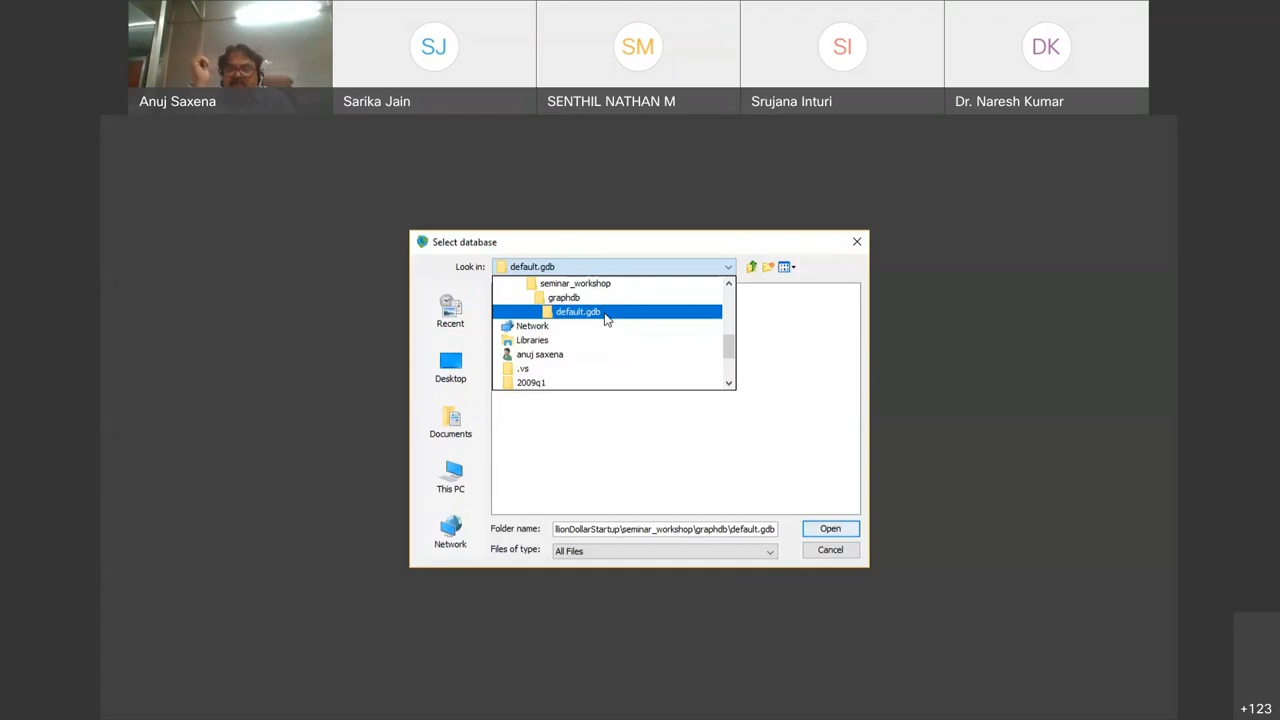 SJ
SM
SI
DK
Anuj Saxena
Sarika Jain
SENTHIL NATHAN M
Srujana Inturi
Dr. Naresh Kumar
Select database
Look in:
default.gdb
seminar_workshop
graphdb
default.gdb
Network
Libraries
anuj saxena
.vs
2009q1
Recent
Desktop
Documents
This PC
Network
Folder name:
llionDollarStartup\seminar_workshop\graphdb\default.gdb
Open
Files of type:
All Files
Cancel
+123